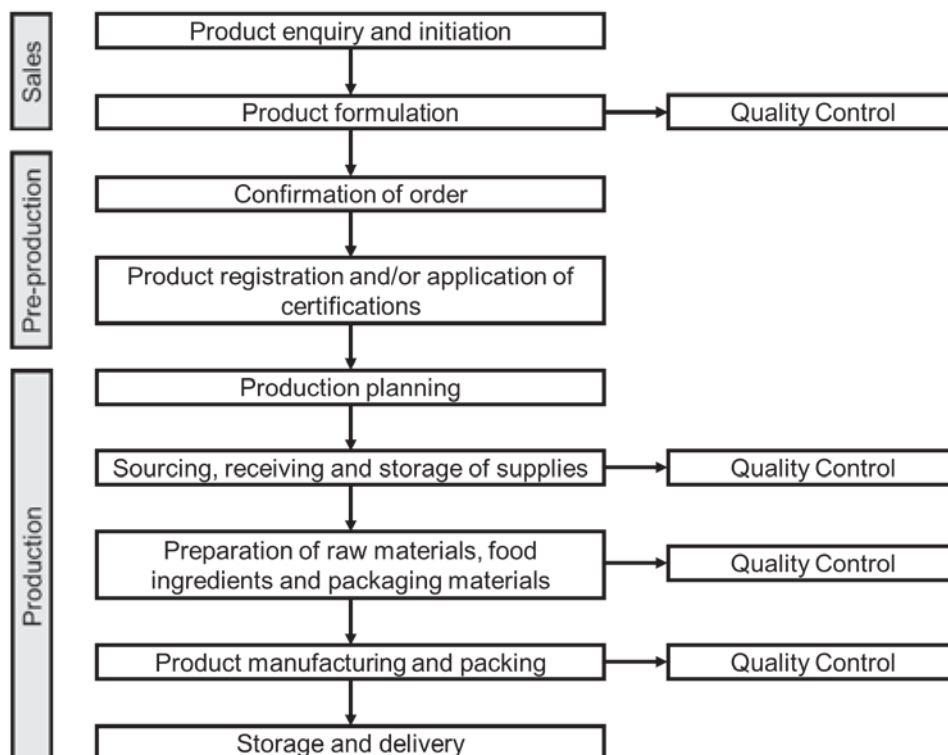 Sales
Product enquiry and initiation
Product formulation
Quality Control
Pre-production
Confirmation of order
Product registration and/or application of
certifications
Production
Production planning
Sourcing, receiving and storage of supplies
Quality Control
Preparation of raw materials, food
ingredients and packaging materials
Quality Control
Product manufacturing and packing
Quality Control
Storage and delivery